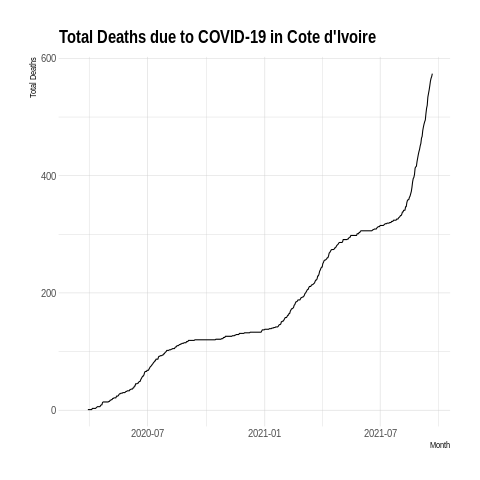 Total Deaths due to COVID-19 in Cote d'Ivoire
Total Deaths
600
400
200
0
2020-07
2021-01
2021-07
Month